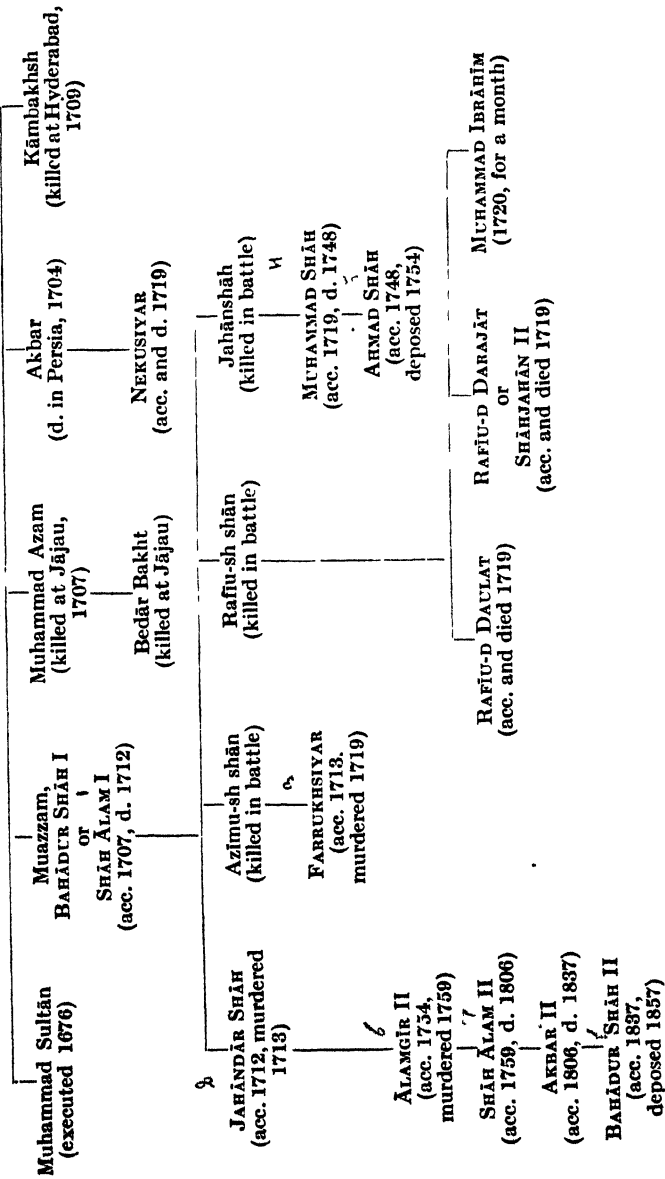 Muhammad Sultān
(executed 1676)
Muazzam,
BAHĀDUR SHĀH I
or
SHĀH ĀLAM I
(acc. 1707, d. 1712)
Muhammad Azam
(killed at Jājau,
1707)
Akbar
(d. in Persia, 1704)
Kāmbakhsh
(killed at Hyderabad,
1709)
Bedār Bakht
(killed at Jājau)
NEKUSIYAR
(acc. and d. 1719)
JAHĀNDĀR SHĀH
(acc. 1712, murdered
1713)
Azīmu-sh shān
(killed in battle)
Rafīu-sh shān
(killed in battle)
Jahānshāh
(killed in battle)
FARRUKHSIYAR
(acc. 1713.
murdered 1719)
MUHAMMAD SHĀH
(acc. 1719, d. 1748)
AHMAD SHĀH
(acc. 1748,
deposed 1754)
ĀLAMGĪR II
(acc. 1754,
murdered 1759)
SHĀH ĀLAM II
(acc. 1759, d. 1806)
AKBAR II
(acc. 1806, d. 1837)
BAHĀDUR SHĀH II
(acc. 1837,
deposed 1857)
RAFĪU-D DAULAT
(acc. and died 1719)
RAFĪU-D DARAJĀT
or
SHĀHJAHĀN II
(acc. and died 1719)
MUHAMMAD IBRĀHĪM
(1720, for a month)